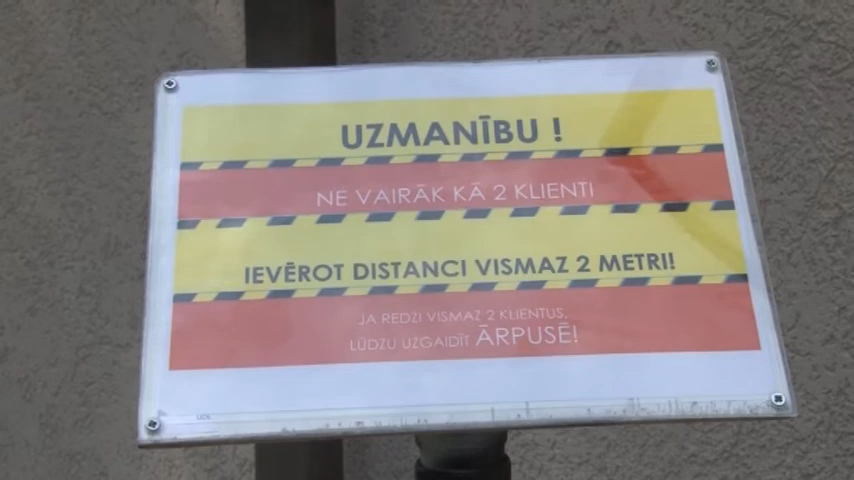 UZMANĪBU !
NE VAIRĀK KĀ 2 KLIENTI
IEVĒROT DISTANCI VISMAZ 2 METRI!
JA REDZI VISMAZ 2 KLIENTUS,
LŪDZU UZGAIDĪT ĀRPUSĒ!